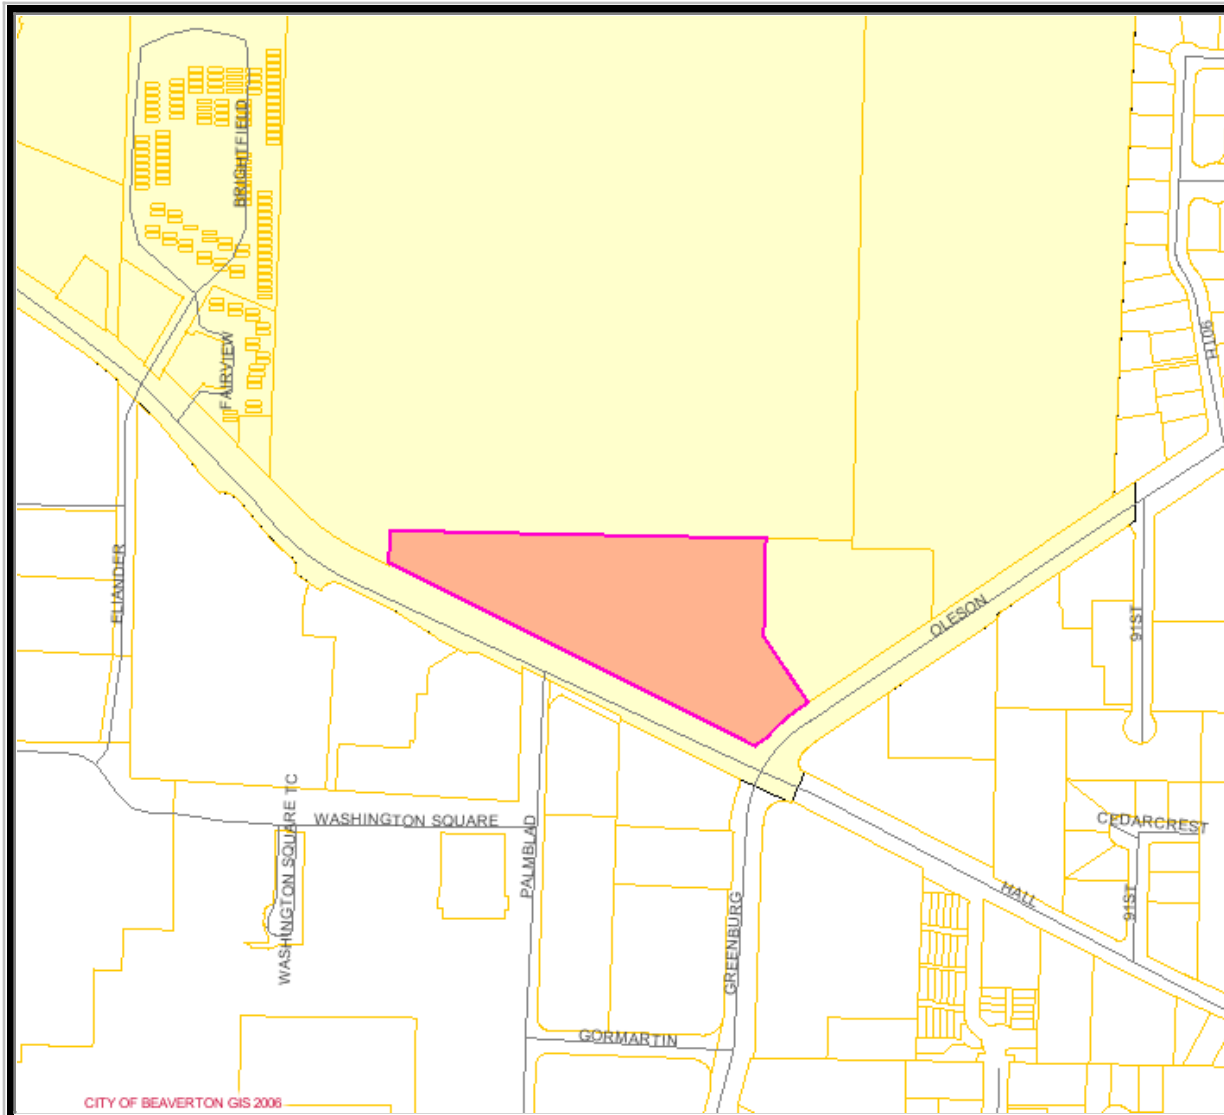 BRIGHTFIELD
H106
FAIRVIEW
ELIANDER
OLESON
91ST
WASHINGTON SQUARE TC
WASHINGTON SQUARE
PALMBLAD
CEDARCREST
HALL
91ST
GREENBURG
GORMARTIN
CITY OF BEAVERTON GIS 2006